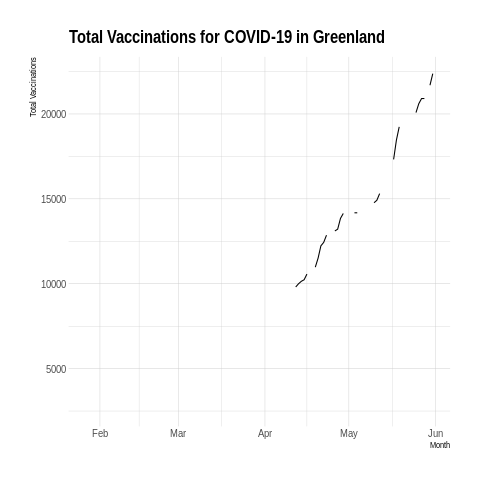 Total Vaccinations for COVID-19 in Greenland
Total Vaccinations
20000
15000
10000
5000
Feb Mar Apr May Jun
Month